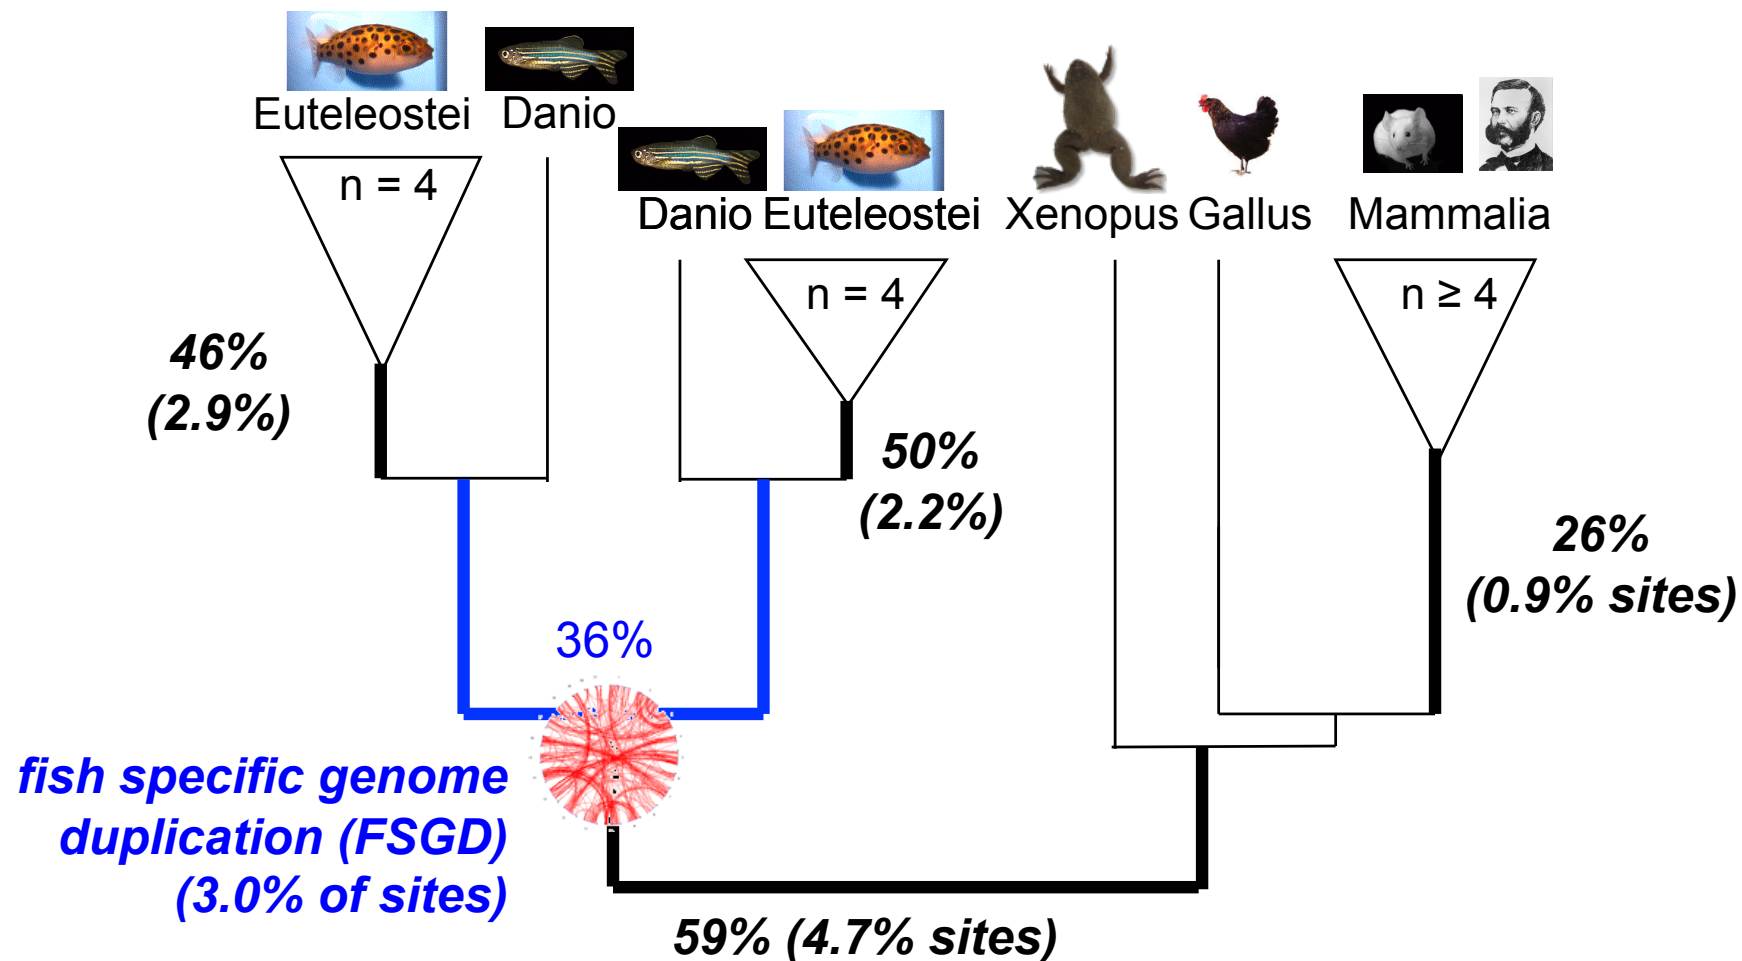 Euteleostei Danio
n = 4
Danio Euteleostei Xenopus Gallus Mammalia
n = 4
n ≥ 4
46%
(2.9%)
50%
(2.2%)
26%
(0.9% sites)
36%
fish specific genome
duplication (FSGD)
(3.0% of sites)
59% (4.7% sites)